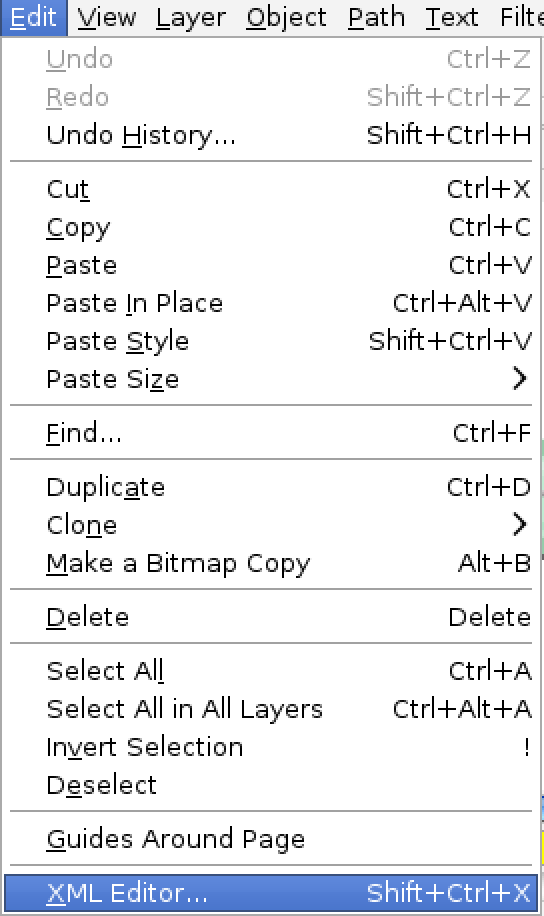 Edit View Layer Object Path Text Filte
Undo Ctrl+Z
Redo Shift+Ctrl+Z
Undo History... Shift+Ctrl+H
Cut Ctrl+X
Copy Ctrl+C
Paste Ctrl+V
Paste In Place Ctrl+Alt+V
Paste Style Shift+Ctrl+V
Paste Size
Find... Ctrl+F
Duplicate Ctrl+D
Clone
Make a Bitmap Copy Alt+B
Delete Delete
Select All Ctrl+A
Select All in All Layers Ctrl+Alt+A
Invert Selection !
Deselect
Guides Around Page
XML Editor... Shift+Ctrl+X